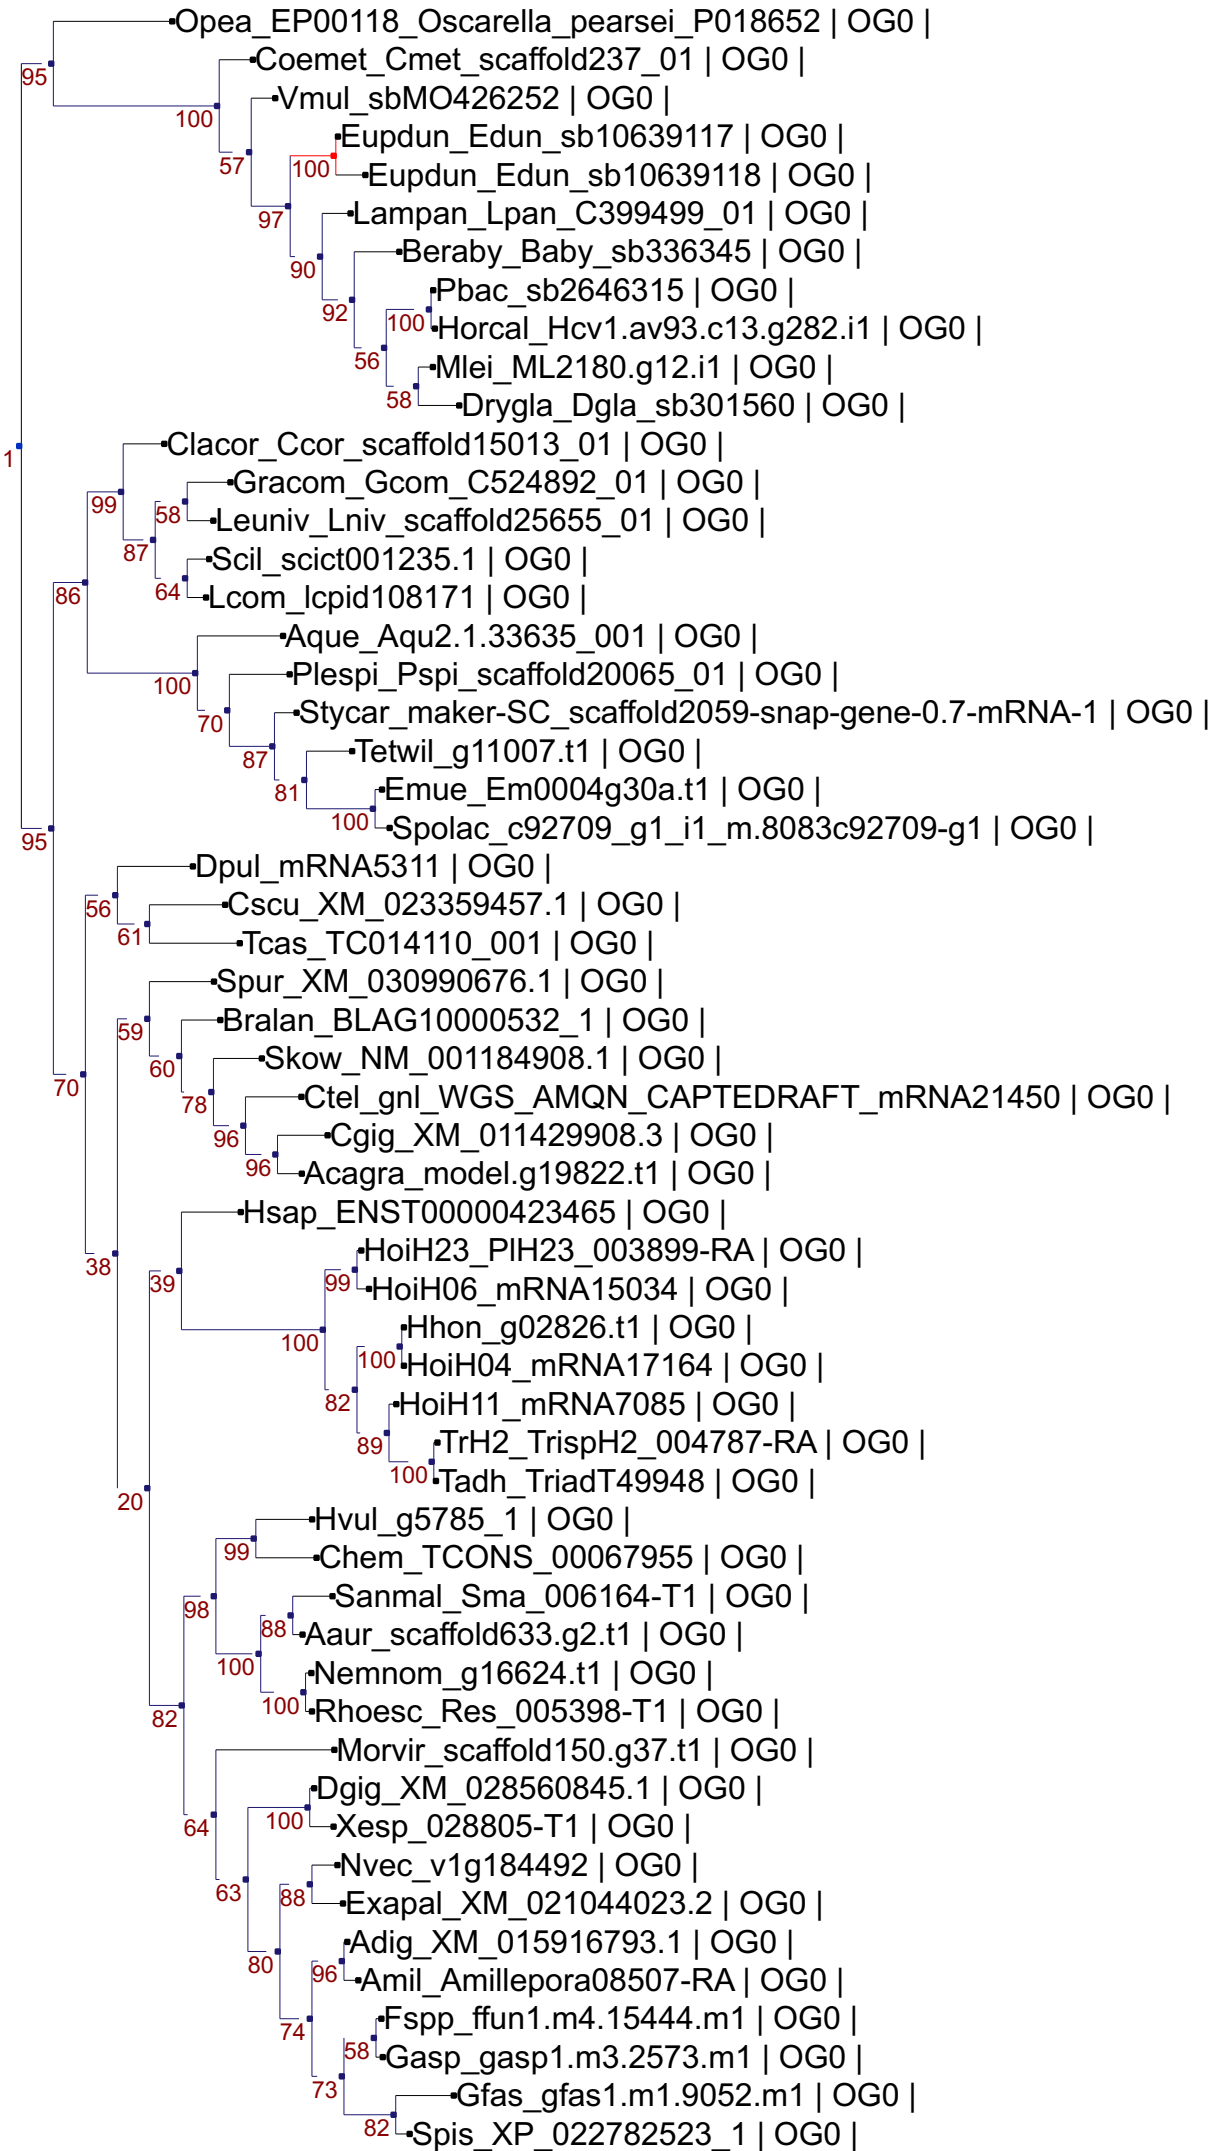 Opea_EP00118_Oscarella_pearsei_P018652 | OG0 |
Coemet_Cmet_scaffold237_01 | OG0 |
95
Vmul_sbMO426252 | OG0 |
100
Eupdun_Edun_sb10639117 | OG0 |
57
100
Eupdun_Edun_sb10639118 | OG0 |
Lampan_Lpan_C399499_01 | OG0 |
97
Beraby_Baby_sb336345 | OG0 |
90
Pbac_sb2646315 | OG0 |
92
100
Horcal_Hcv1.av93.c13.g282.i1 | OG0 |
56
Mlei_ML2180.g12.i1 | OG0 |
58
Drygla_Dgla_sb301560 | OG0 |
Clacor_Ccor_scaffold15013_01 | OG0 |
1
Gracom_Gcom_C524892_01 | OG0 |
99
58
Leuniv_Lniv_scaffold25655_01 | OG0 |
87
Scil_scict001235.1 | OG0 |
86
64
Lcom_lcpid108171 | OG0 |
Aque_Aqu2.1.33635_001 | OG0 |
Plespi_Pspi_scaffold20065_01 | OG0 |
100
Stycar_maker-SC_scaffold2059-snap-gene-0.7-mRNA-1 | OG0 |
70
Tetwil_g11007.t1 | OG0 |
87
Emue_Em0004g30a.t1 | OG0 |
81
100
Spolac_c92709_g1_i1_m.8083c92709-g1 | OG0 |
95
Dpul_mRNA5311 | OG0 |
56
Cscu_XM_023359457.1 | OG0 |
61
Tcas_TC014110_001 | OG0 |
Spur_XM_030990676.1 | OG0 |
59
Bralan_BLAG10000532_1 | OG0 |
60
Skow_NM_001184908.1 | OG0 |
70
78
Ctel_gnl_WGS_AMQN_CAPTEDRAFT_mRNA21450 | OG0 |
96
Cgig_XM_011429908.3 | OG0 |
96
Acagra_model.g19822.t1 | OG0 |
Hsap_ENST00000423465 | OG0 |
HoiH23_PlH23_003899-RA | OG0 |
38
39
99
HoiH06_mRNA15034 | OG0 |
Hhon_g02826.t1 | OG0 |
100
100
HoiH04_mRNA17164 | OG0 |
82
HoiH11_mRNA7085 | OG0 |
89
TrH2_TrispH2_004787-RA | OG0 |
100
Tadh_TriadT49948 | OG0 |
20
Hvul_g5785_1 | OG0 |
99
Chem_TCONS_00067955 | OG0 |
Sanmal_Sma_006164-T1 | OG0 |
98
88
Aaur_scaffold633.g2.t1 | OG0 |
100
Nemnom_g16624.t1 | OG0 |
100
Rhoesc_Res_005398-T1 | OG0 |
82
Morvir_scaffold150.g37.t1 | OG0 |
Dgig_XM_028560845.1 | OG0 |
100
Xesp_028805-T1 | OG0 |
64
Nvec_v1g184492 | OG0 |
63
88
Exapal_XM_021044023.2 | OG0 |
Adig_XM_015916793.1 | OG0 |
80
96
Amil_Amillepora08507-RA | OG0 |
Fspp_ffun1.m4.15444.m1 | OG0 |
74
58
Gasp_gasp1.m3.2573.m1 | OG0 |
73
Gfas_gfas1.m1.9052.m1 | OG0 |
82
Spis_XP_022782523_1 | OG0 |